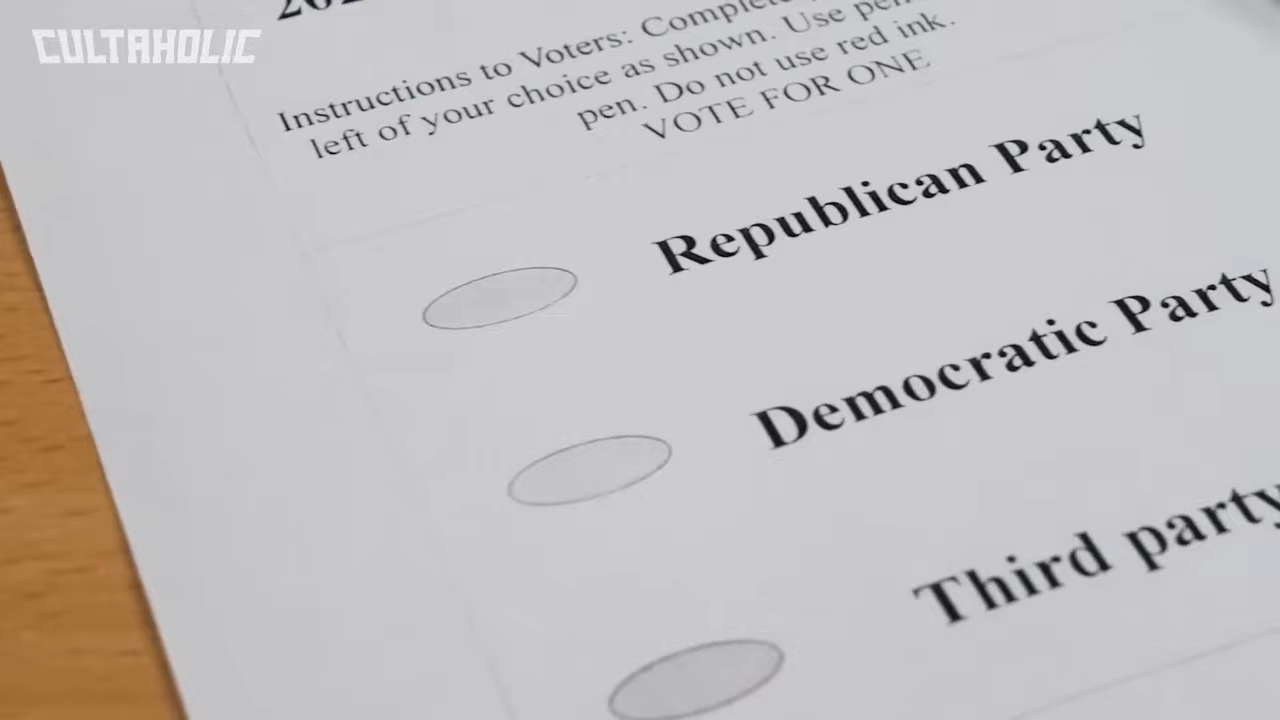 CULTAHOLIC
Instructions to Voters: Complete
left of your choice as shown. Use pen
pen. Do not use red ink.
VOTE FOR ONE
Republican Party
Democratic Party
Third party